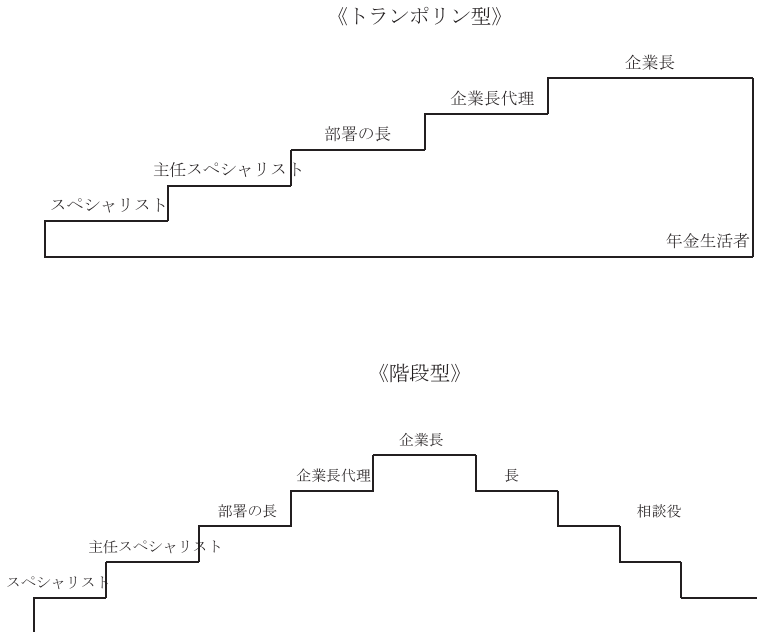 《トランポリン型》
企業長
企業長代理
部署の長
主任スペシャリスト
スペシャリスト
年金生活者
《階段型》
企業長
企業長代理
長
部署の長
相談役
主任スペシャリスト
スペシャリスト